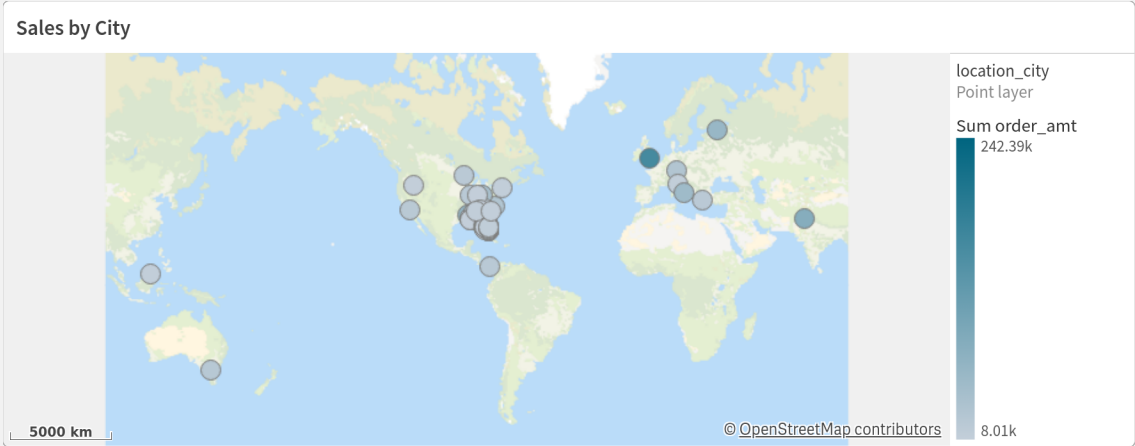 Sales by City
location_city
Point layer
Sum order_amt
242.39k
8.01k
5000 km
© OpenStreetMap contributors